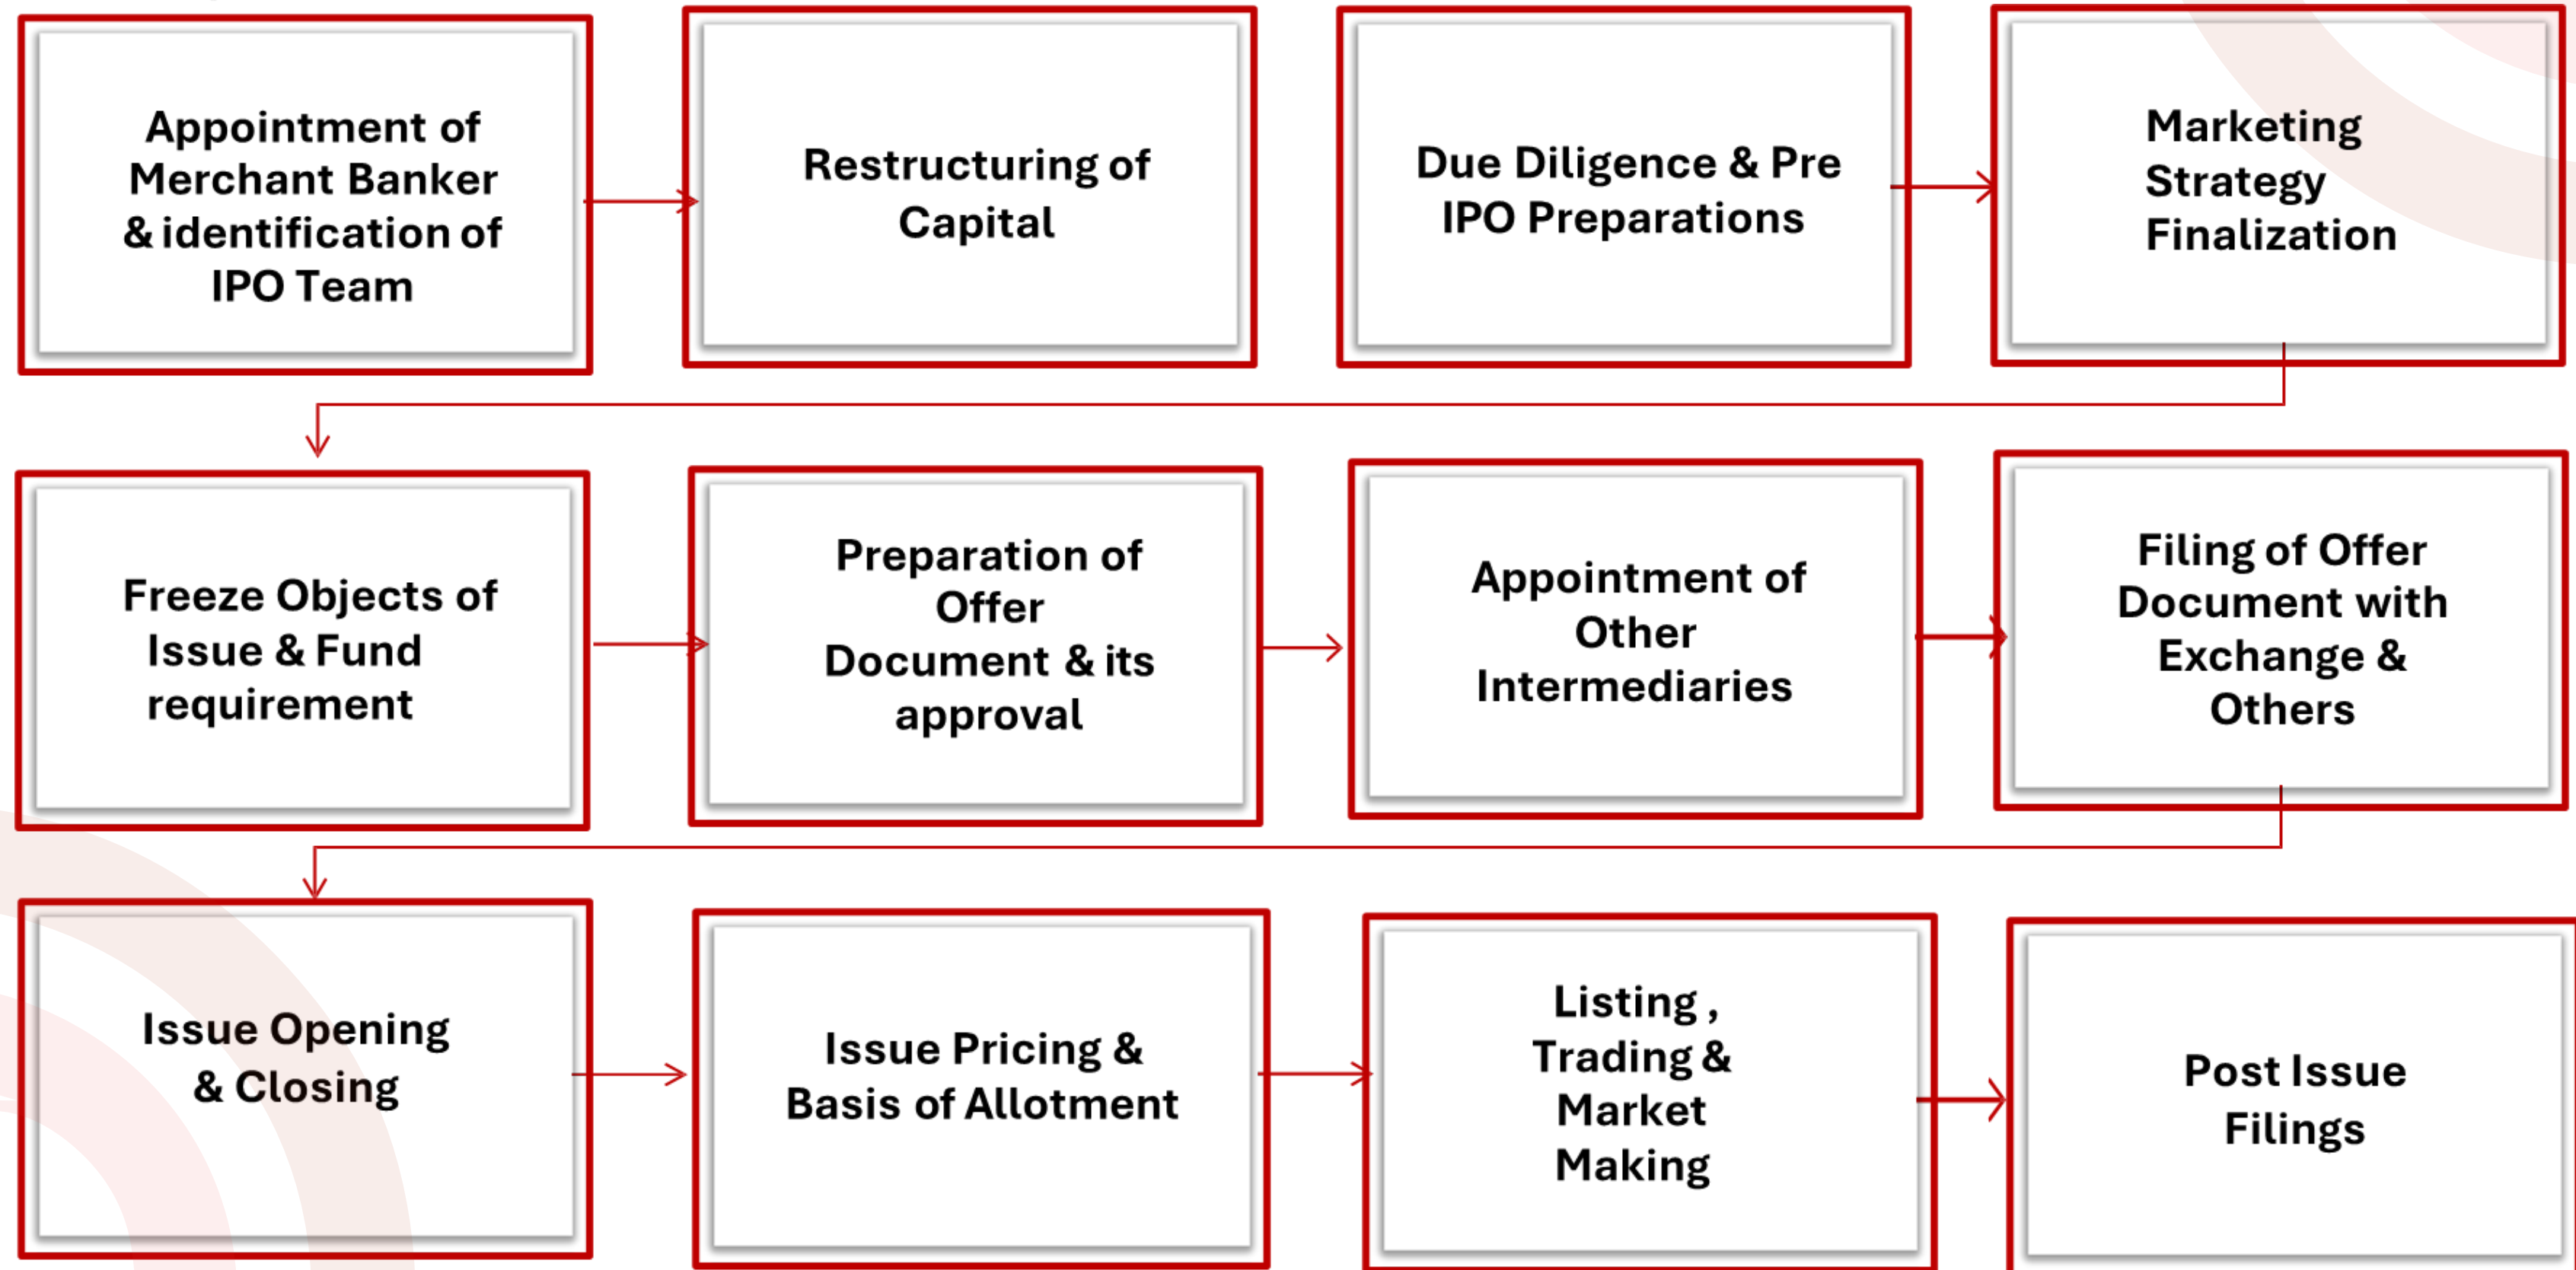 Appointment of
Merchant Banker
& identification of
IPO Team
Restructuring of
Capital
Due Diligence & Pre
IPO Preparations
Marketing
Strategy
Finalization
Freeze Objects of
Issue & Fund
requirement
Preparation of
Offer
Document & its
approval
Appointment of
Other
Intermediaries
Filing of Offer
Document with
Exchange &
Others
Issue Opening
& Closing
Issue Pricing &
Basis of Allotment
Listing ,
Trading &
Market
Making
Post Issue
Filings